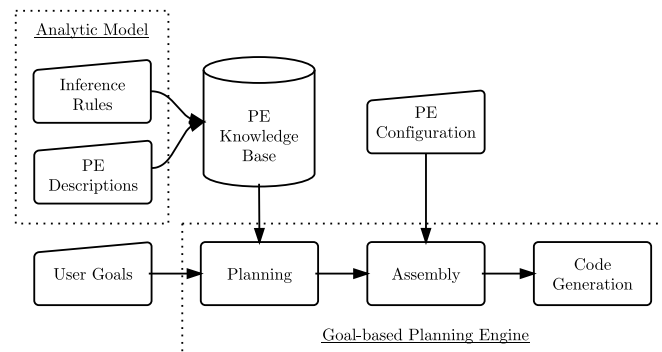 Analytic Model
Inference
Rules
PE
Descriptions
PE
Knowledge
Base
PE
Configuration
User Goals
Planning
Assembly
Code
Generation
Goal-based Planning Engine